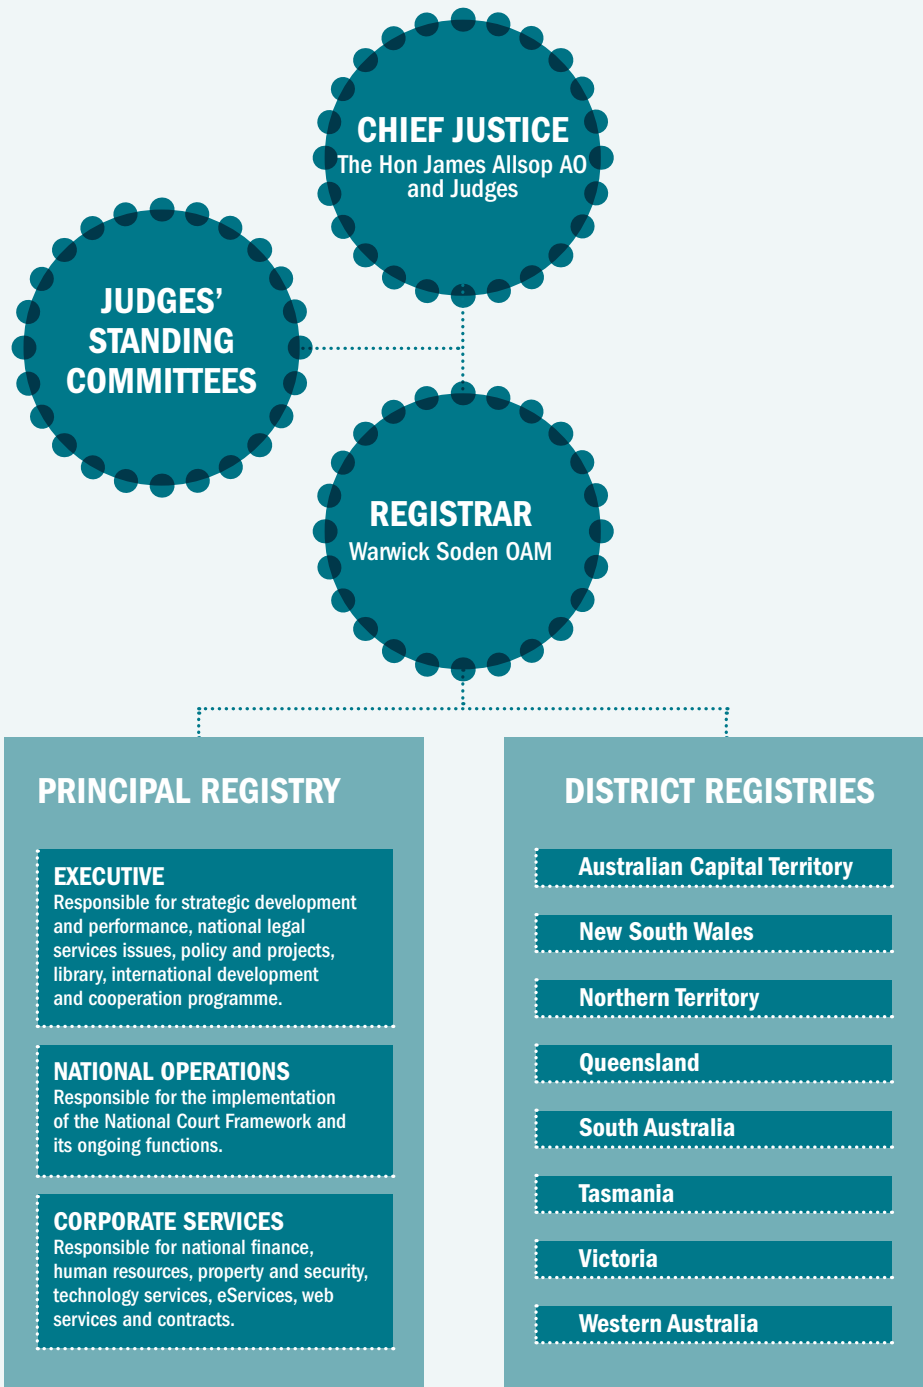 CHIEF JUSTICE
The Hon James Allsop AO
and Judges
JUDGES’
STANDING
COMMITTEES
REGISTRAR
Warwick Soden OAM
PRINCIPAL REGISTRY
EXECUTIVE
Responsible for strategic development
and performance, national legal
services issues, policy and projects,
library, international development
and cooperation programme.
NATIONAL OPERATIONS
Responsible for the implementation
of the National Court Framework and
its ongoing functions.
CORPORATE SERVICES
Responsible for national finance,
human resources, property and security,
technology services, eServices, web
services and contracts.
DISTRICT REGISTRIES
Australian Capital Territory
New South Wales
Northern Territory
Queensland
South Australia
Tasmania
Victoria
Western Australia